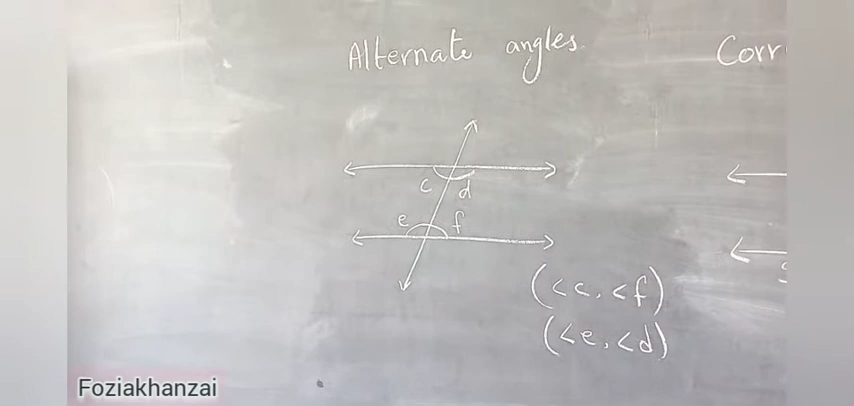 Alternate angles
Corr
c d
e f
(<c, <f)
(<e, <d)
Foziakhanzai